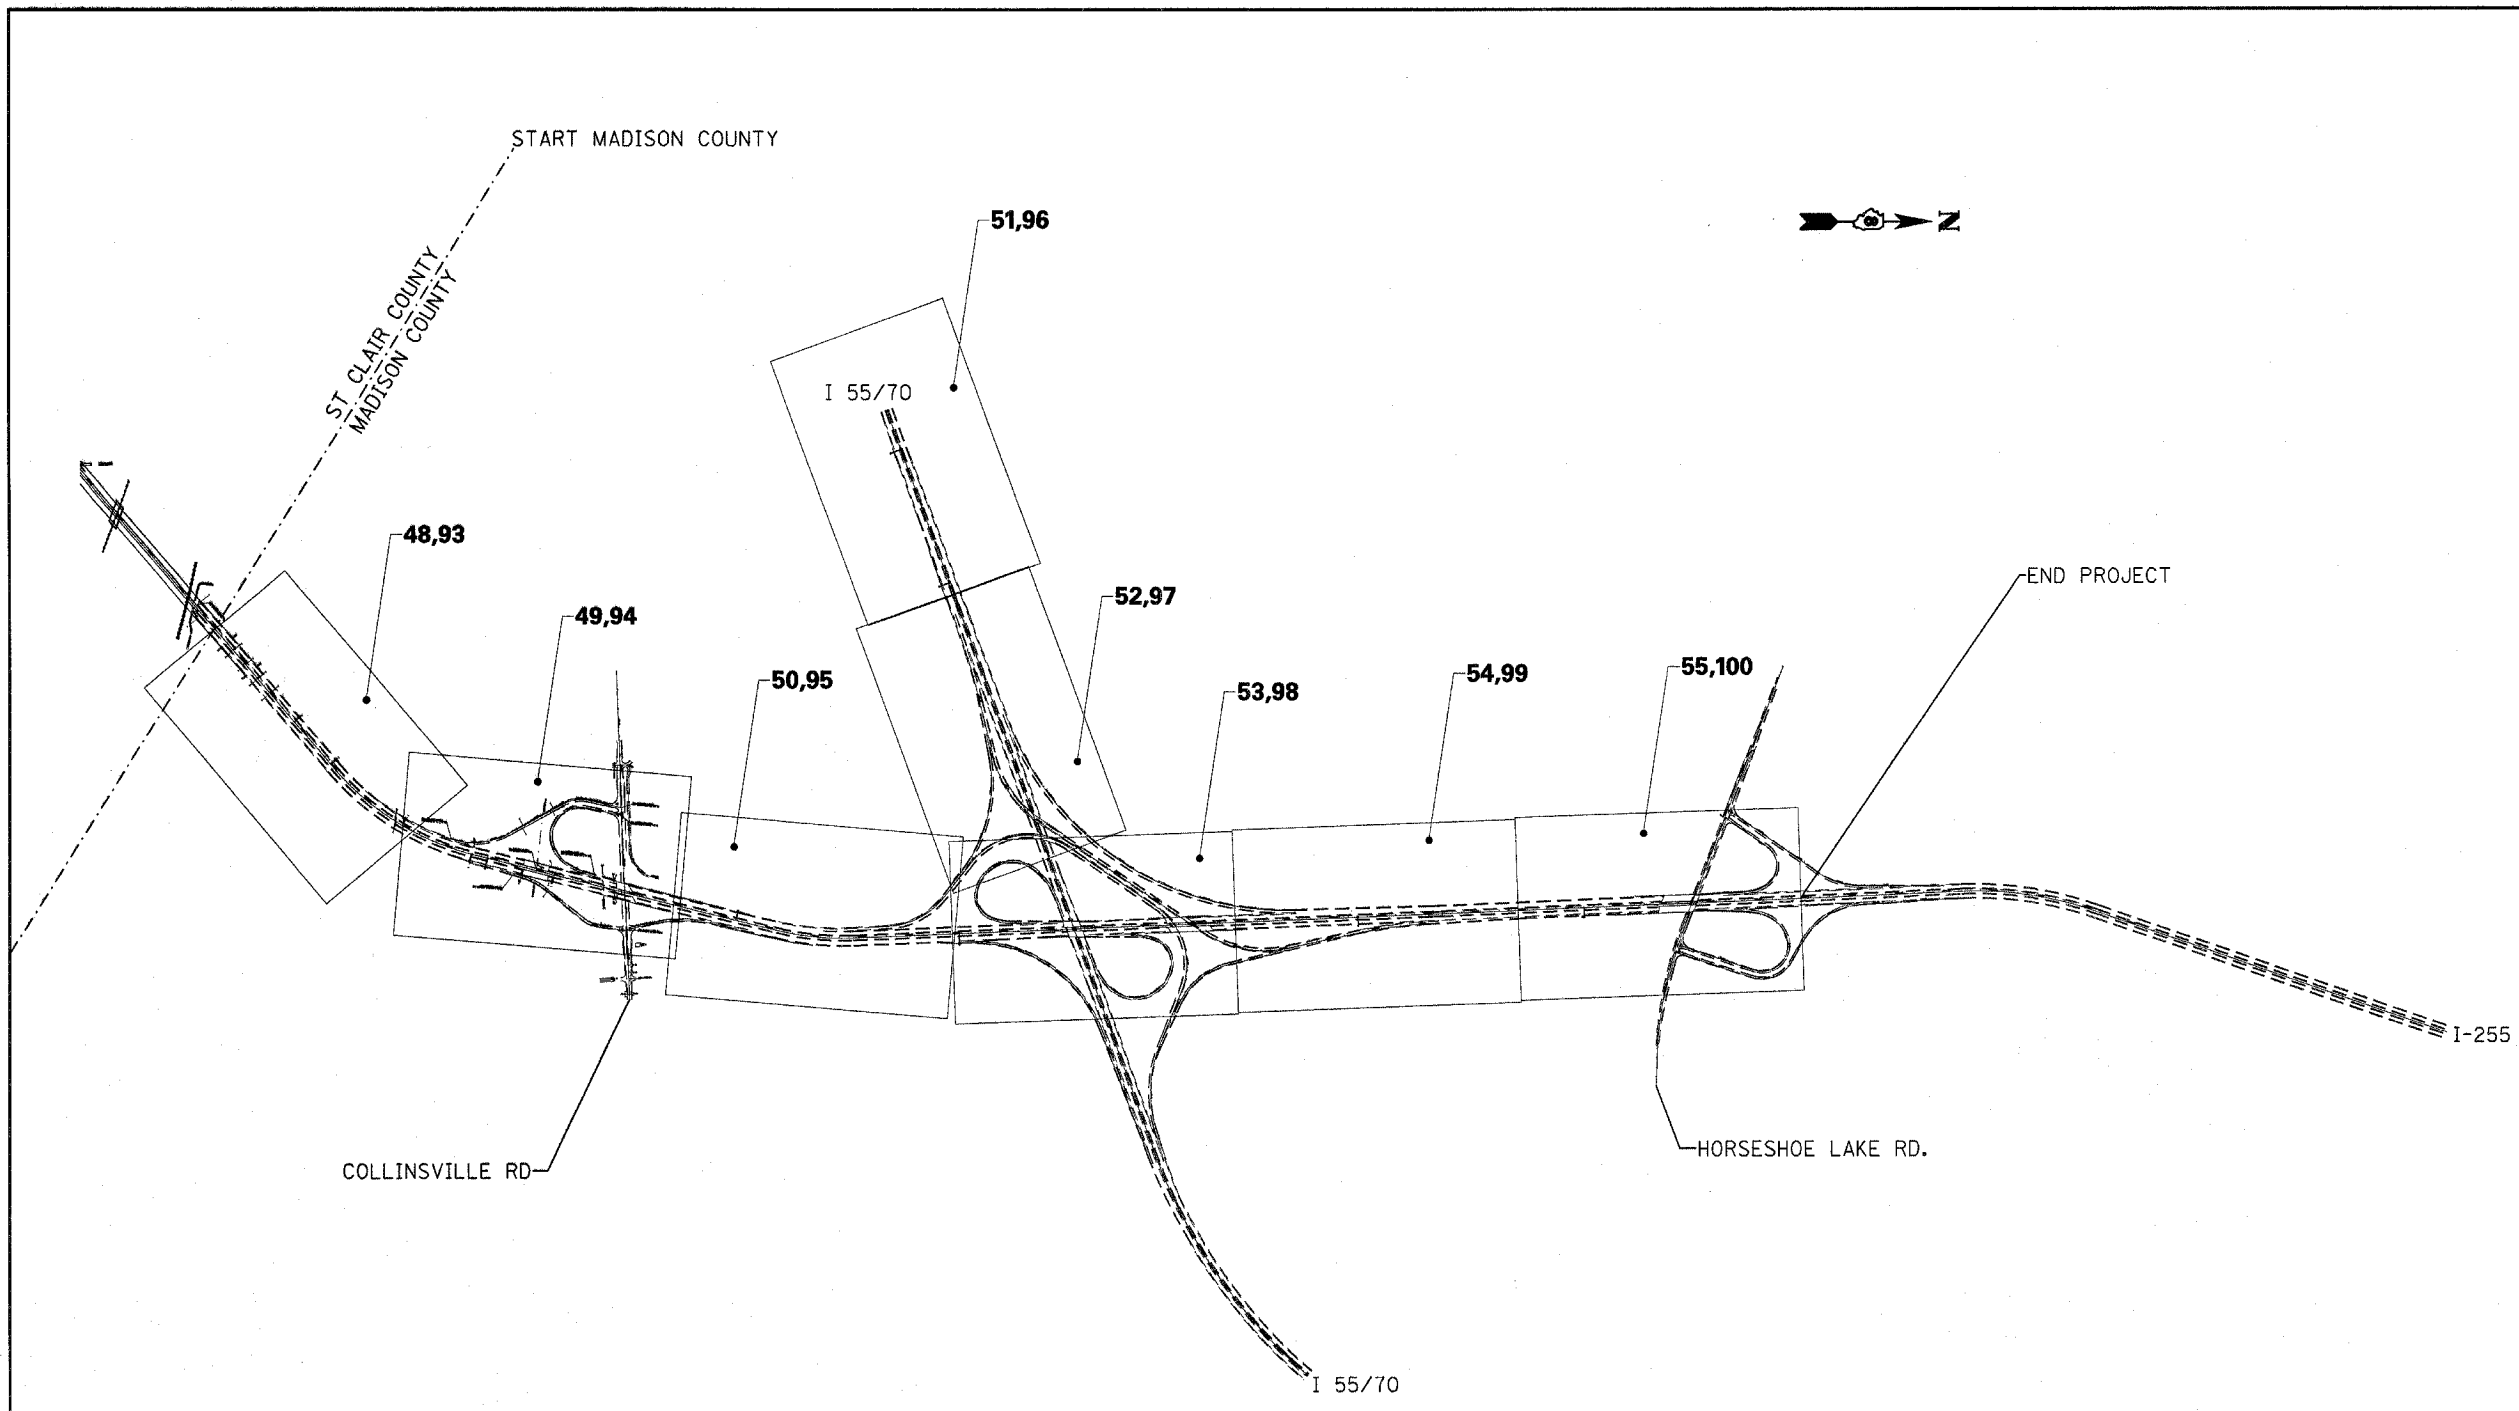 START MADISON COUNTY
51,96
N
ST CLAIR COUNTY
MADISON COUNTY
I 55/70
48,93
END PROJECT
52,97
49,94
55,100
54,99
50,95
53,98
I-255
HORSESHOE LAKE RD.
COLLINSVILLE RD
I 55/70